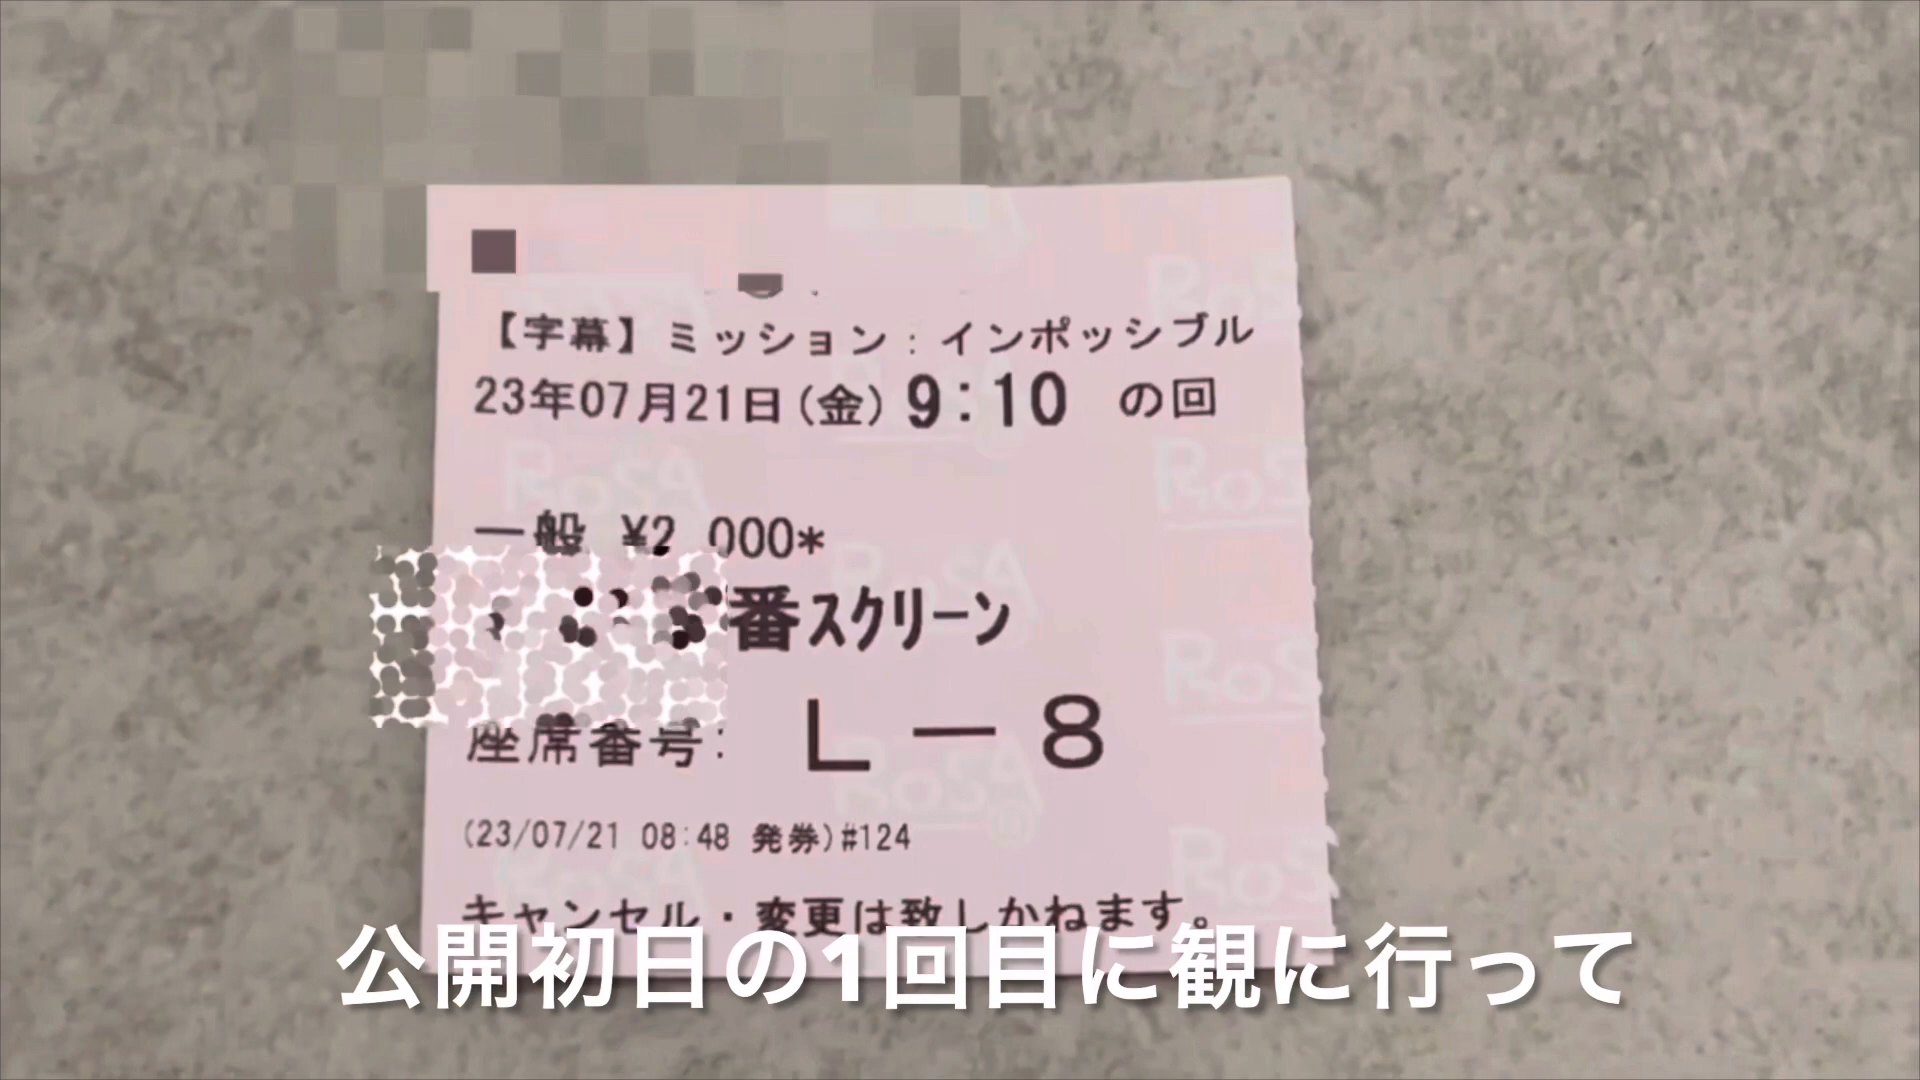 【字幕】ミッション:インポッシブル
23年07月21日(金) 9:10 の回
一般 ¥2 000*
番スクリーン
座席番号: L-8
(23/07/21 08:48 発券)#124
キャンセル・変更は致しかねます。
公開初日の1回目に観に行って
RoSA